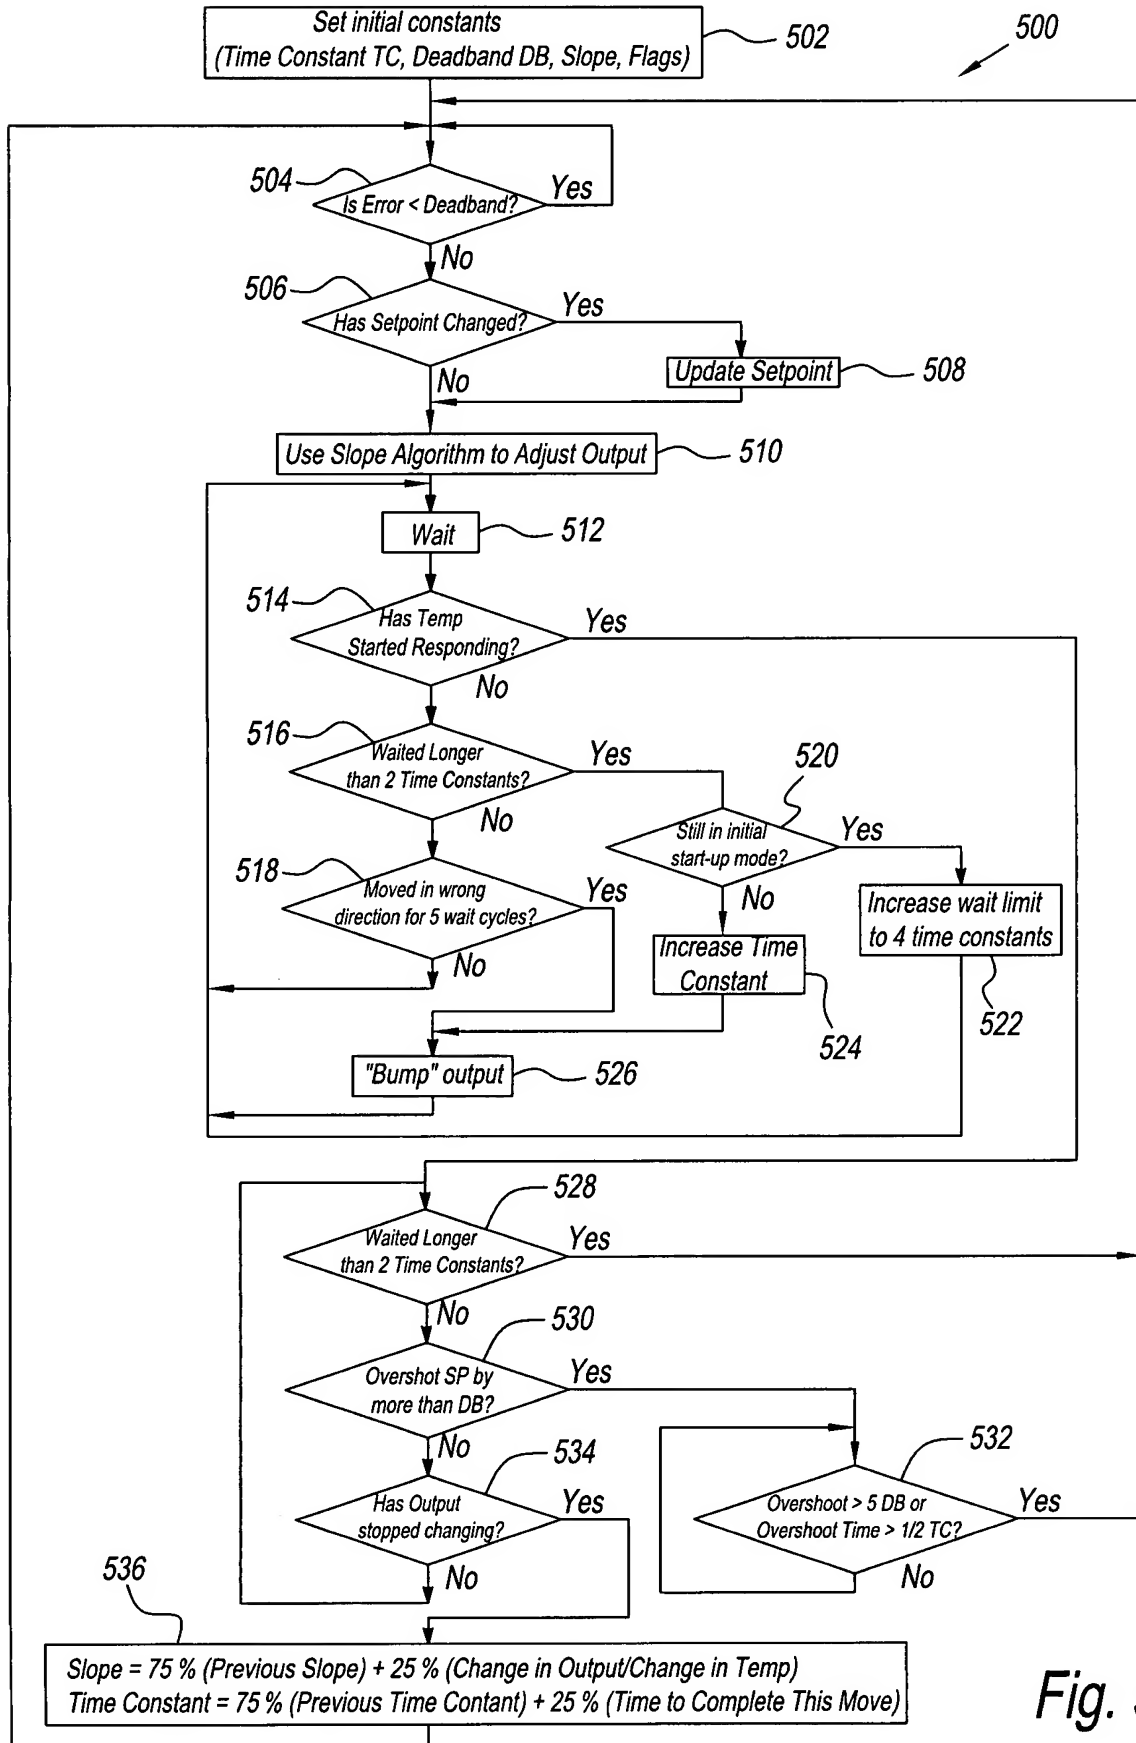 Set initial constants
(Time Constant TC, Deadband DB, Slope, Flags)
502
500
504
Is Error < Deadband?
Yes
No
506
Has Setpoint Changed?
Yes
No
Update Setpoint
508
Use Slope Algorithm to Adjust Output
510
Wait
512
514
Has Temp
Started Responding?
Yes
No
516
Waited Longer
than 2 Time Constants?
Yes
No
520
Still in initial
start-up mode?
Yes
No
518
Moved in wrong
direction for 5 wait cycles?
Yes
No
Increase wait limit
to 4 time constants
522
Increase Time
Constant
524
"Bump" output
526
528
Waited Longer
than 2 Time Constants?
Yes
No
530
Overshot SP by
more than DB?
Yes
No
532
Overshoot > 5 DB or
Overshoot Time > 1/2 TC?
Yes
No
534
Has Output
stopped changing?
Yes
No
536
Slope = 75 % (Previous Slope) + 25 % (Change in Output/Change in Temp)
Time Constant = 75 % (Previous Time Contant) + 25 % (Time to Complete This Move)
Fig.